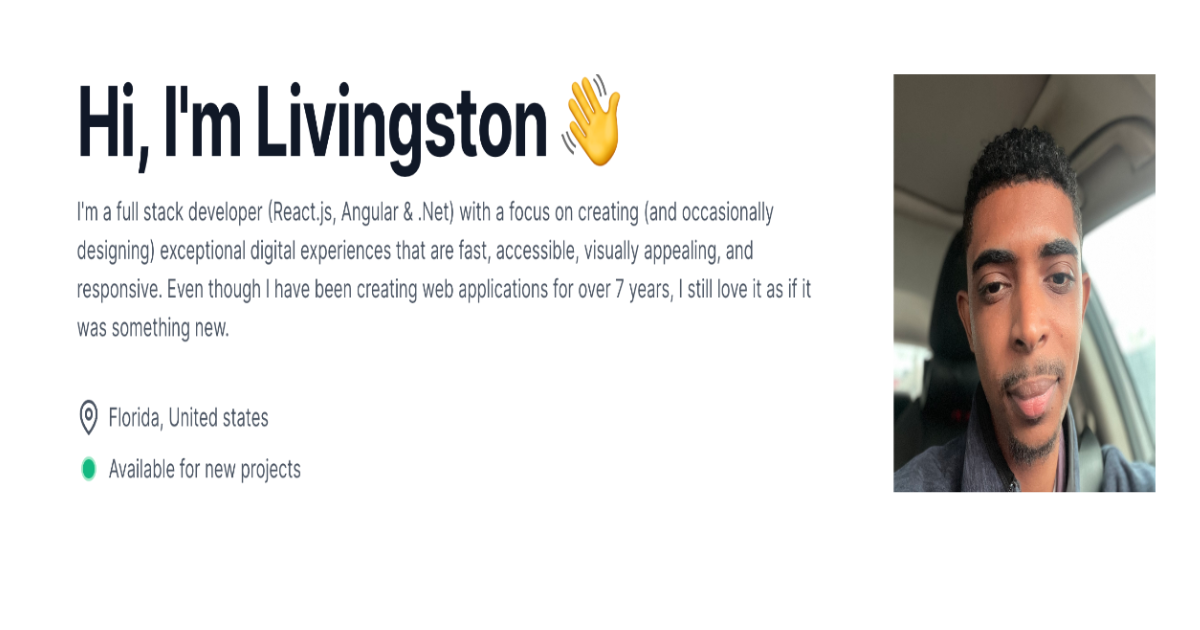 Hi, I'm Livingston 👋
I'm a full stack developer (React.js, Angular & .Net) with a focus on creating (and occasionally
designing) exceptional digital experiences that are fast, accessible, visually appealing, and
responsive. Even though I have been creating web applications for over 7 years, I still love it as if it
was something new.
Florida, United states
Available for new projects